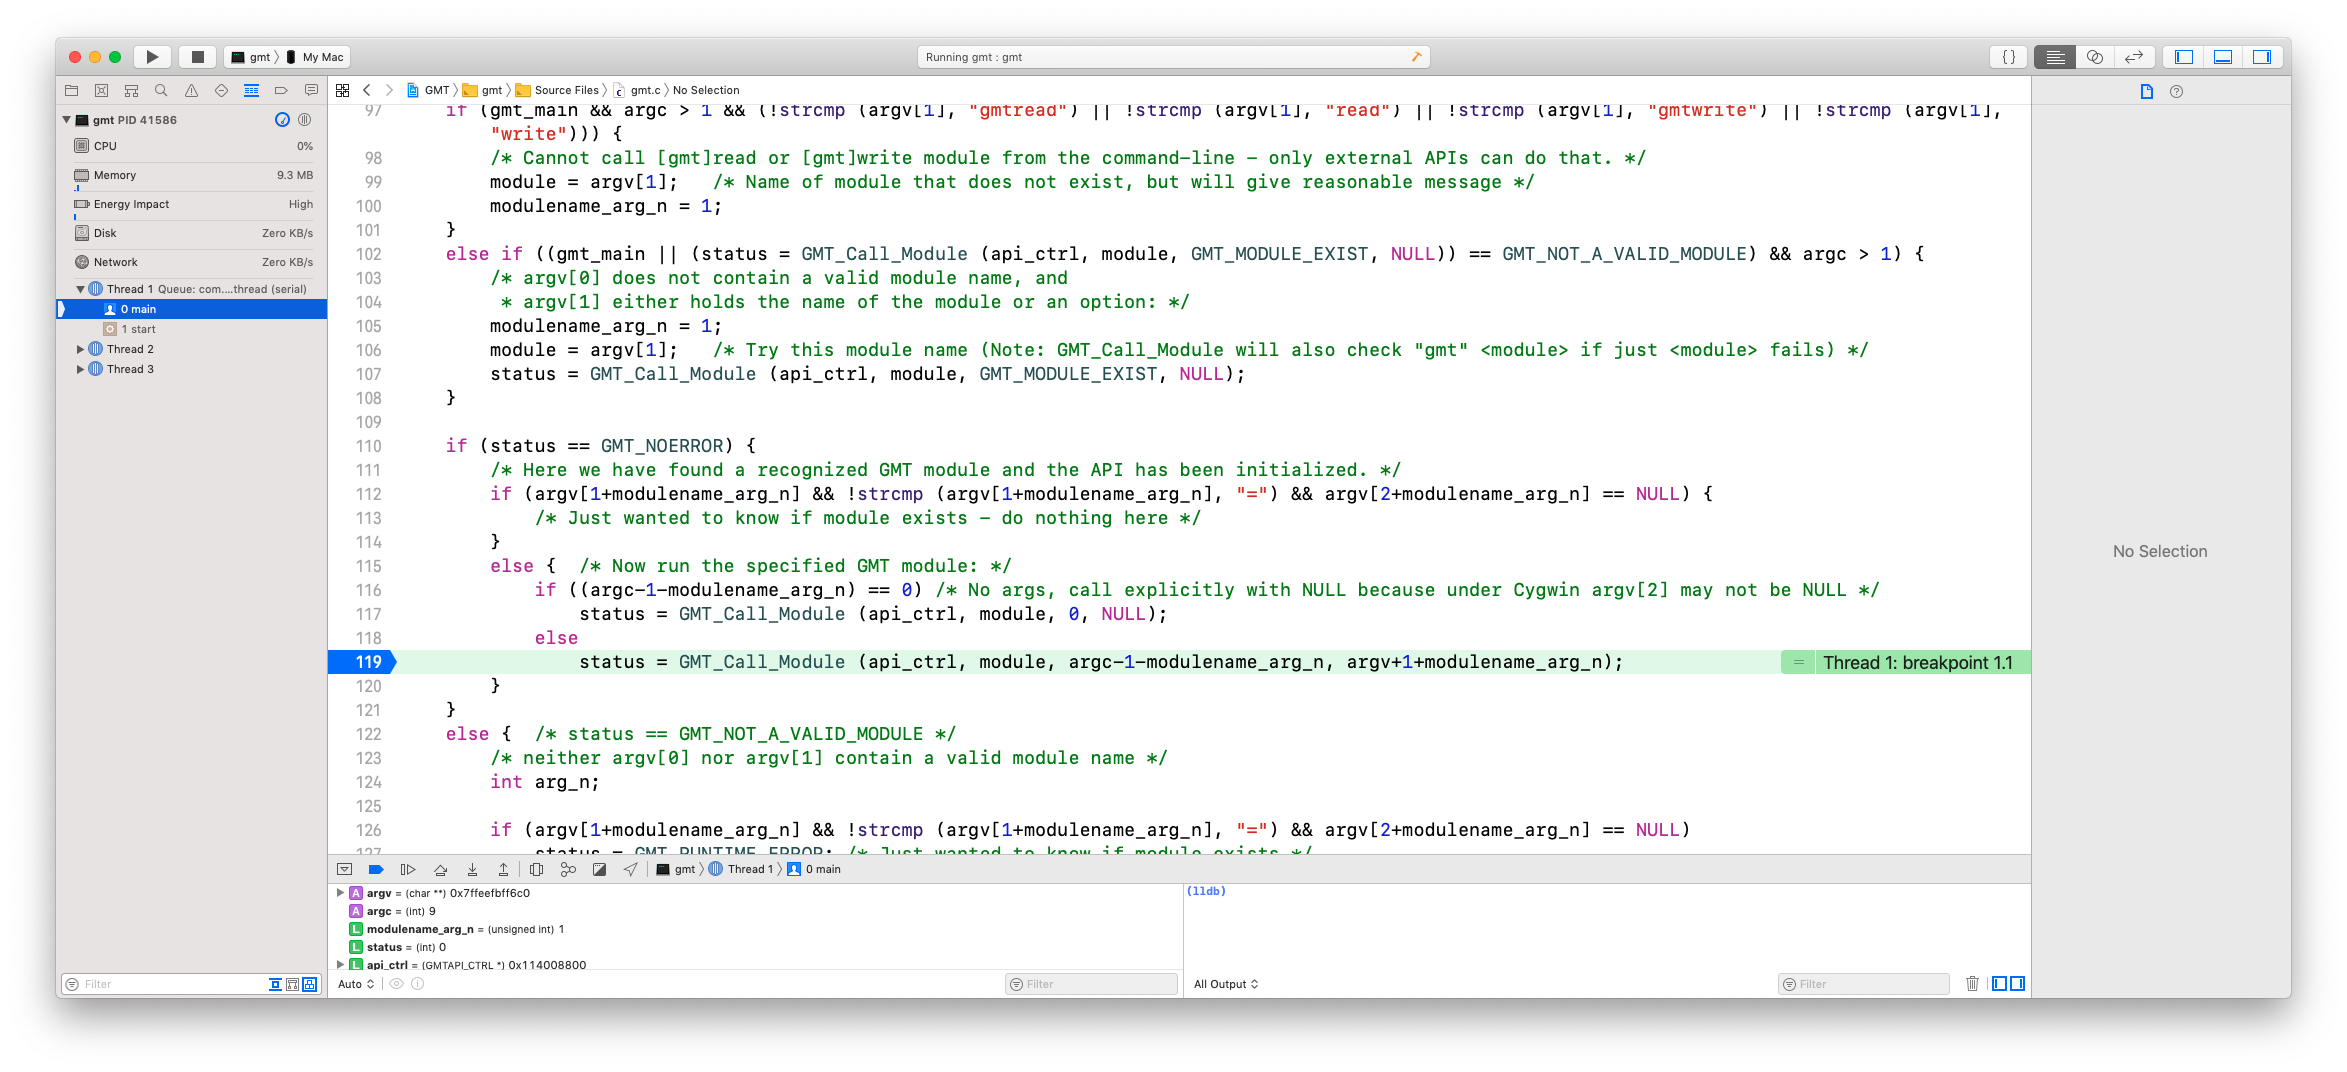 gmt 〉 My Mac
Running gmt : gmt
{ }
GMT 〉 gmt 〉 Source Files 〉 gmt.c 〉 No Selection
gmt PID 41586
CPU 0%
Memory 9.3 MB
Energy Impact High
Disk Zero KB/s
Network Zero KB/s
Thread 1 Queue: com....thread (serial)
0 main
1 start
Thread 2
Thread 3
Filter
97 if (gmt_main && argc > 1 && (!strcmp (argv[1], "gmtread") || !strcmp (argv[1], "read") || !strcmp (argv[1], "gmtwrite") || !strcmp (argv[1],
"write"))) {
98 /* Cannot call [gmt]read or [gmt]write module from the command-line - only external APIs can do that. */
99 module = argv[1]; /* Name of module that does not exist, but will give reasonable message */
100 modulename_arg_n = 1;
101 }
102 else if ((gmt_main || (status = GMT_Call_Module (api_ctrl, module, GMT_MODULE_EXIST, NULL)) == GMT_NOT_A_VALID_MODULE) && argc > 1) {
103 /* argv[0] does not contain a valid module name, and
104 * argv[1] either holds the name of the module or an option: */
105 modulename_arg_n = 1;
106 module = argv[1]; /* Try this module name (Note: GMT_Call_Module will also check "gmt" <module> if just <module> fails) */
107 status = GMT_Call_Module (api_ctrl, module, GMT_MODULE_EXIST, NULL);
108 }
109
110 if (status == GMT_NOERROR) {
111 /* Here we have found a recognized GMT module and the API has been initialized. */
112 if (argv[1+modulename_arg_n] && !strcmp (argv[1+modulename_arg_n], "=") && argv[2+modulename_arg_n] == NULL) {
113 /* Just wanted to know if module exists - do nothing here */
114 }
115 else { /* Now run the specified GMT module: */
116 if ((argc-1-modulename_arg_n) == 0) /* No args, call explicitly with NULL because under Cygwin argv[2] may not be NULL */
117 status = GMT_Call_Module (api_ctrl, module, 0, NULL);
118 else
119 status = GMT_Call_Module (api_ctrl, module, argc-1-modulename_arg_n, argv+1+modulename_arg_n); = Thread 1: breakpoint 1.1
120 }
121 }
122 else { /* status == GMT_NOT_A_VALID_MODULE */
123 /* neither argv[0] nor argv[1] contain a valid module name */
124 int arg_n;
125
126 if (argv[1+modulename_arg_n] && !strcmp (argv[1+modulename_arg_n], "=") && argv[2+modulename_arg_n] == NULL)
127 status = GMT_RUNTIME_ERROR; /* Just wanted to know if module exists */
gmt 〉 Thread 1 〉 0 main
A argv = (char **) 0x7ffeefbff6c0
A argc = (int) 9
L modulename_arg_n = (unsigned int) 1
L status = (int) 0
L api_ctrl = (GMTAPI_CTRL *) 0x114008800
Auto
Filter
(lldb)
All Output
Filter
No Selection